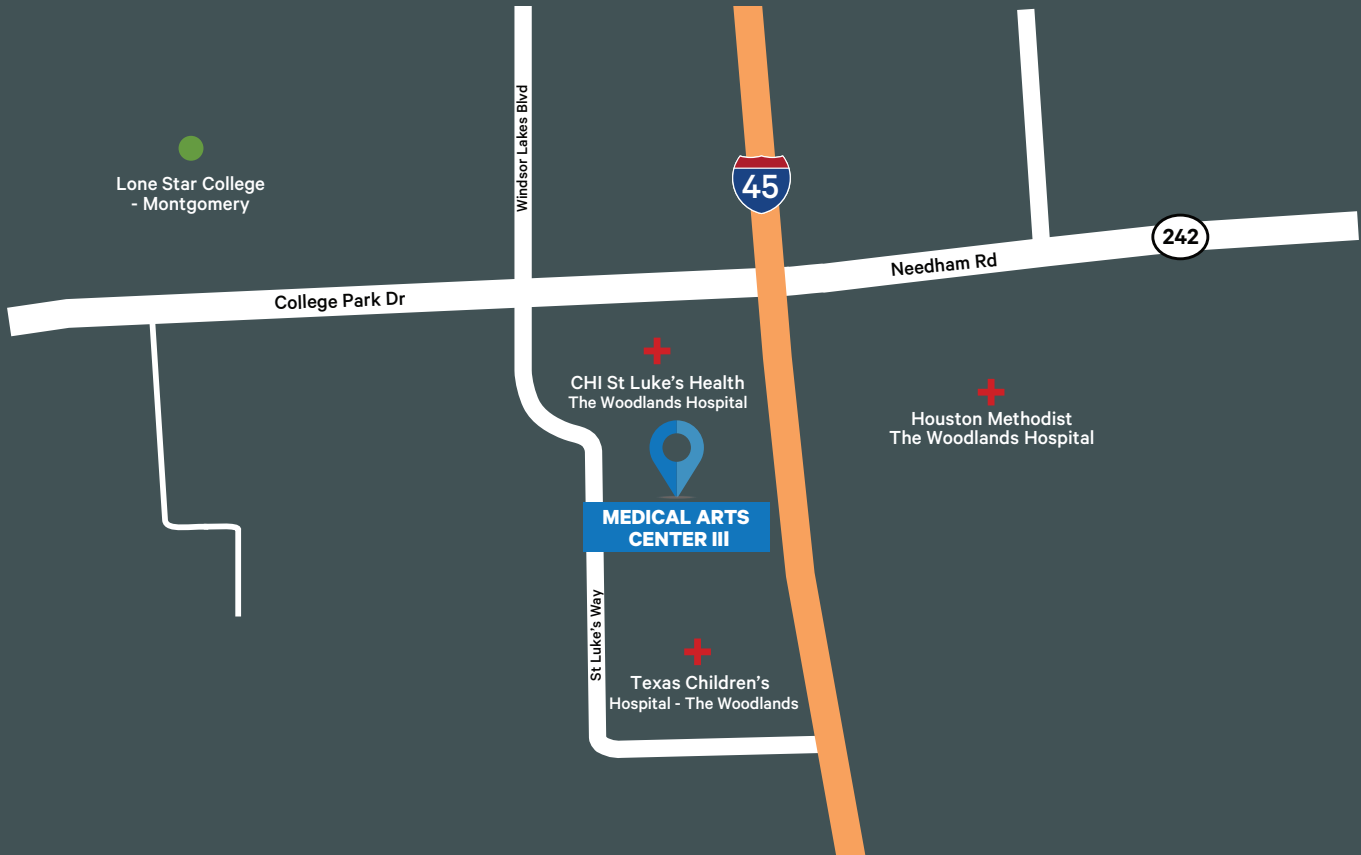 Windsor Lakes Blvd
Lone Star College
- Montgomery
45
242
Needham Rd
College Park Dr
CHI St Luke’s Health
The Woodlands Hospital
Houston Methodist
The Woodlands Hospital
MEDICAL ARTS
CENTER III
St Luke’s Way
Texas Children’s
Hospital - The Woodlands